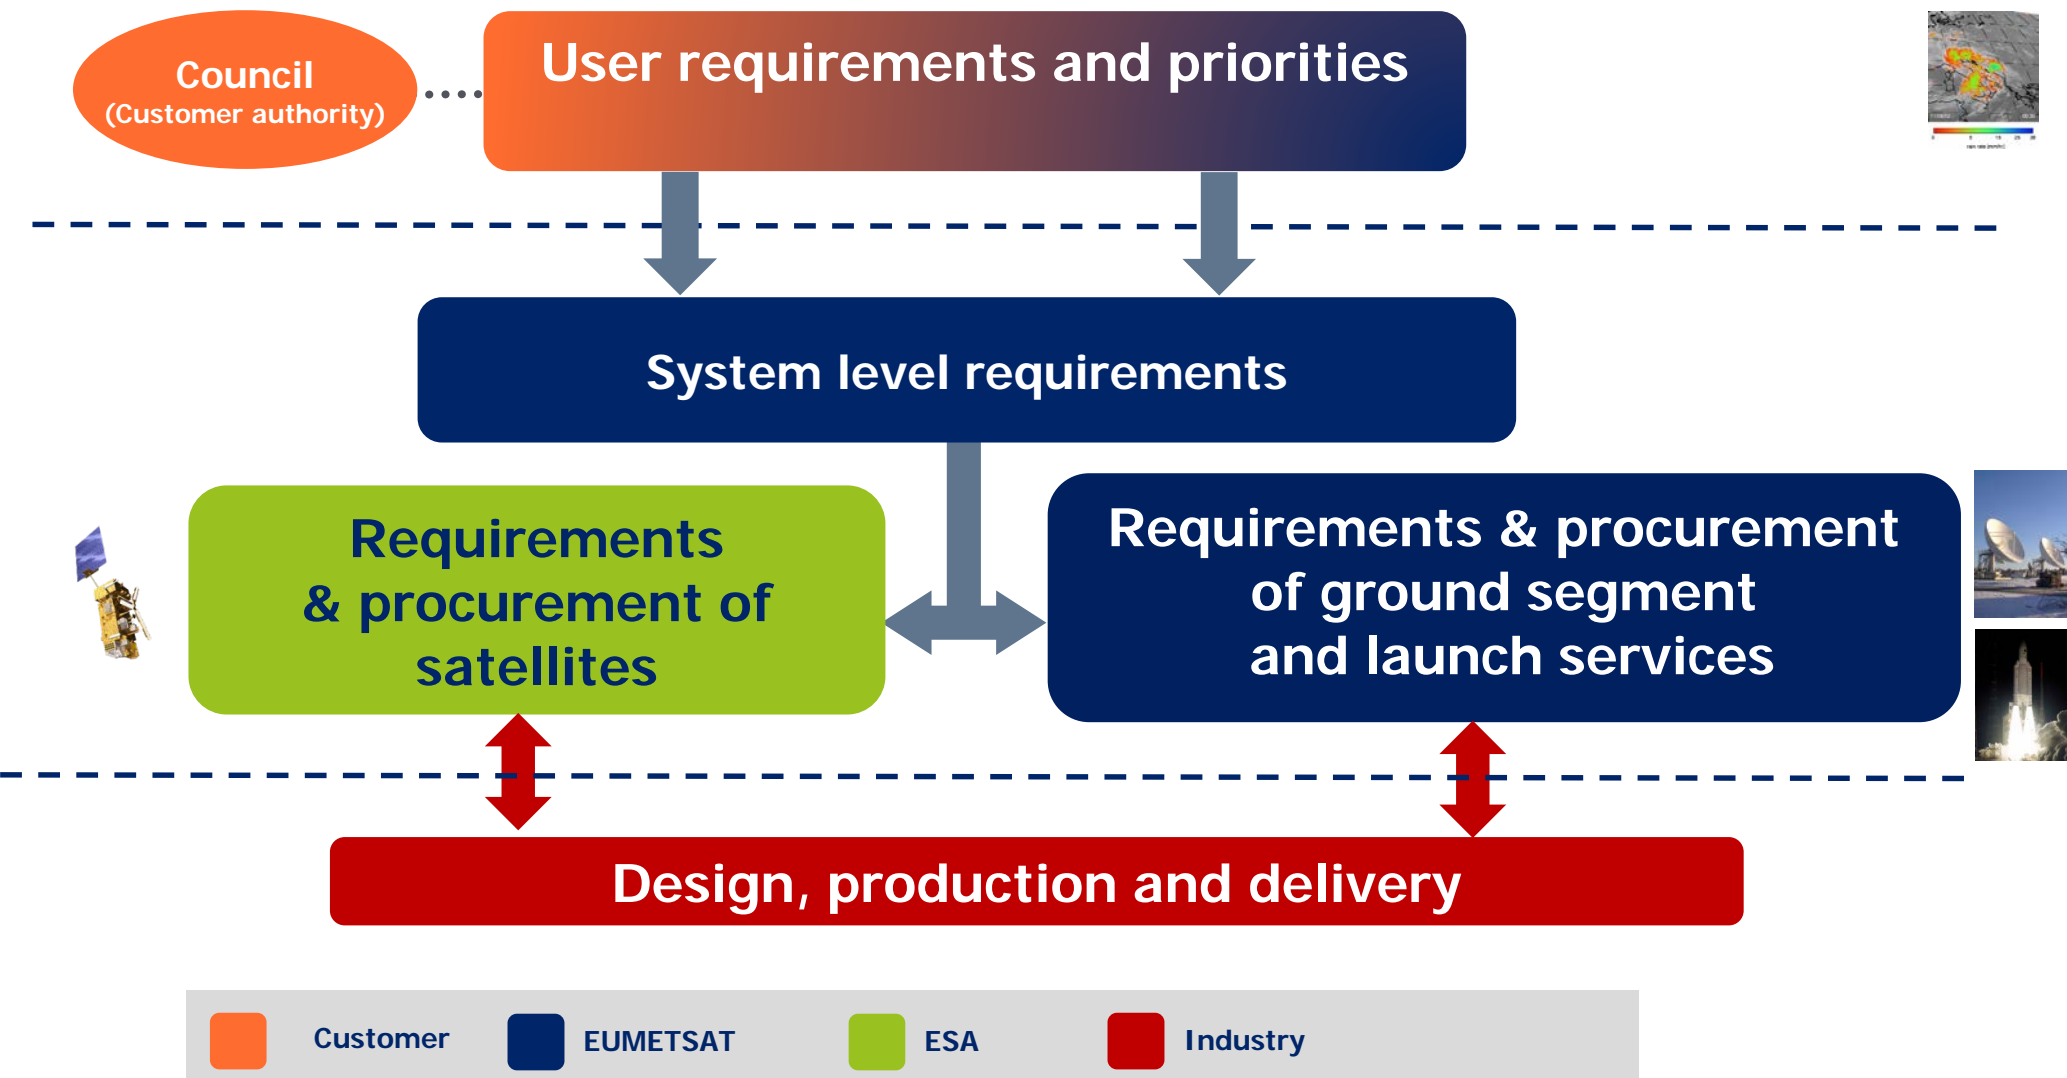 Council
(Customer authority)
User requirements and priorities
System level requirements
Requirements
& procurement of
satellites
Requirements & procurement
of ground segment
and launch services
Design, production and delivery
Customer
EUMETSAT
ESA
Industry